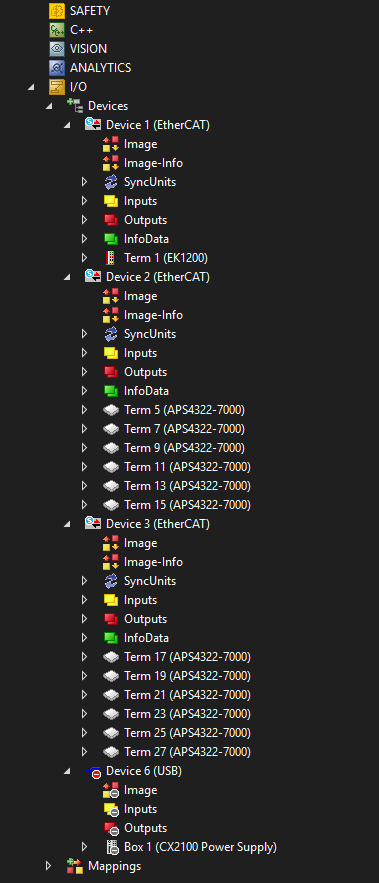 SAFETY
C++
VISION
ANALYTICS
I/O
Devices
Device 1 (EtherCAT)
Image
Image-Info
SyncUnits
Inputs
Outputs
InfoData
Term 1 (EK1200)
Device 2 (EtherCAT)
Image
Image-Info
SyncUnits
Inputs
Outputs
InfoData
Term 5 (APS4322-7000)
Term 7 (APS4322-7000)
Term 9 (APS4322-7000)
Term 11 (APS4322-7000)
Term 13 (APS4322-7000)
Term 15 (APS4322-7000)
Device 3 (EtherCAT)
Image
Image-Info
SyncUnits
Inputs
Outputs
InfoData
Term 17 (APS4322-7000)
Term 19 (APS4322-7000)
Term 21 (APS4322-7000)
Term 23 (APS4322-7000)
Term 25 (APS4322-7000)
Term 27 (APS4322-7000)
Device 6 (USB)
Image
Inputs
Outputs
Box 1 (CX2100 Power Supply)
Mappings